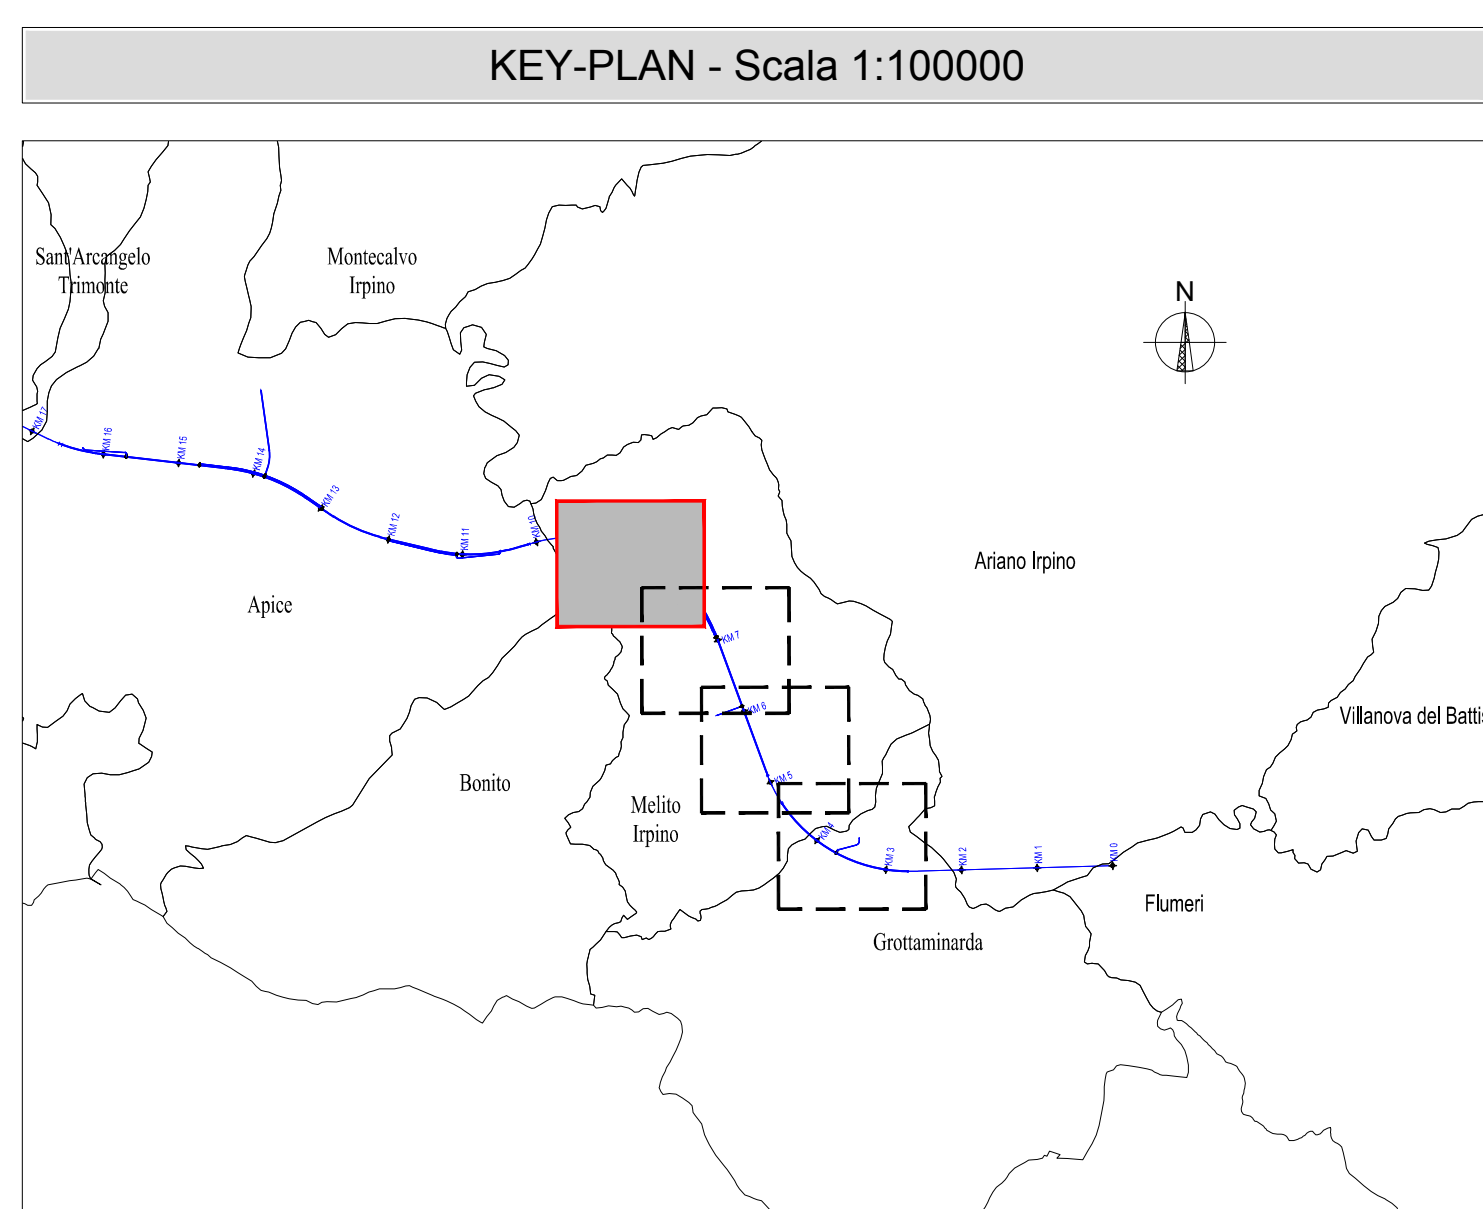 KEY-PLAN - Scala 1:100000
Sant'Arcangelo
Trimonte
Montecalvo
Irpino
N
KM 17
KM 16
KM 15
KM 14
KM 13
KM 12
KM 11
KM 10
Ariano Irpino
Apice
KM 7
KM 6
Villanova del Battis
KM 5
Bonito
Melito
Irpino
KM 4
KM 3
KM 2
KM 1
KM 0
Flumeri
Grottaminarda